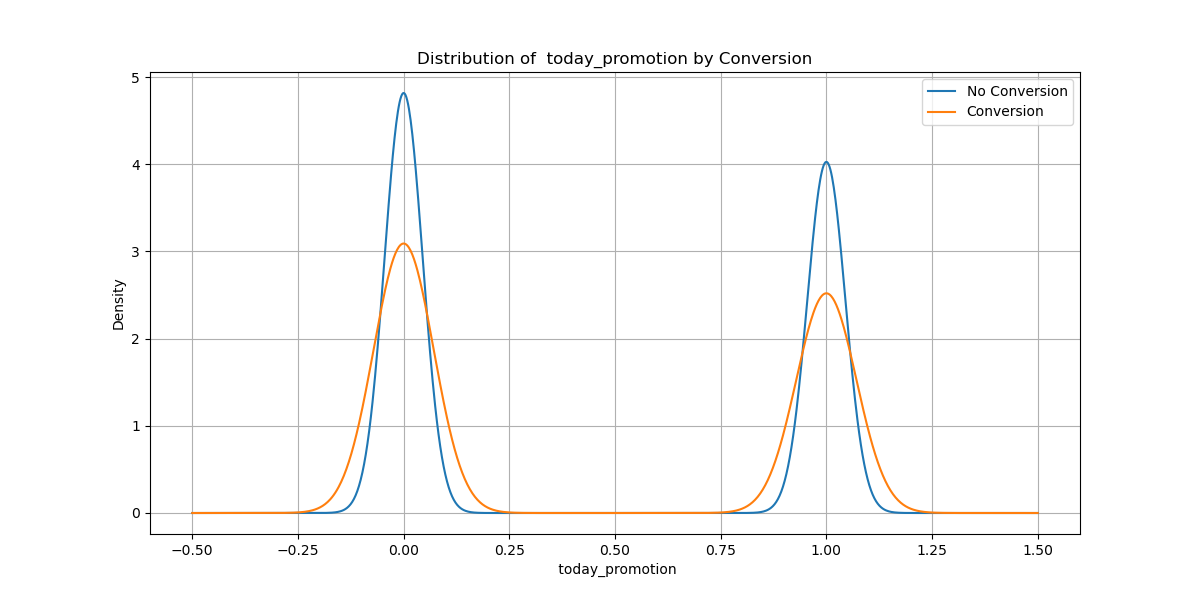 Distribution of  today_promotion by Conversion
No Conversion
Conversion
Density
5
4
3
2
1
0
−0.50 −0.25 0.00 0.25 0.50 0.75 1.00 1.25 1.50
today_promotion